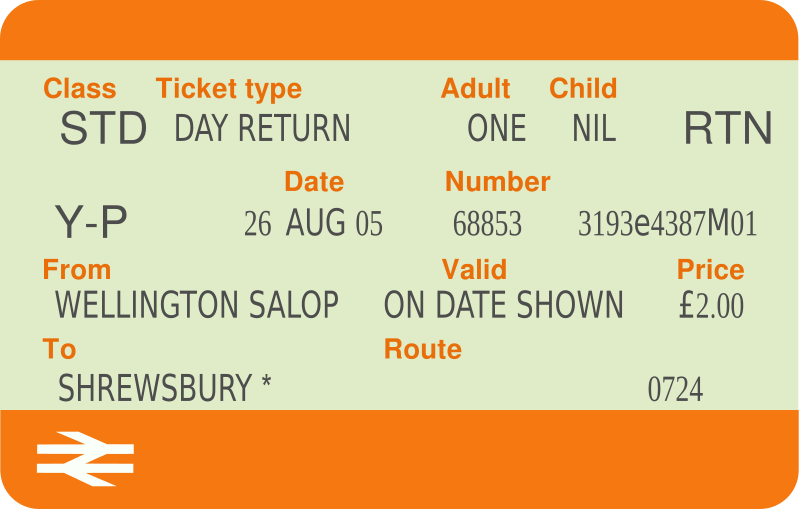 Class Ticket type Adult Child
STD DAY RETURN ONE NIL RTN
Date Number
Y-P 26 AUG 05 68853 3193e4387M01
From Valid Price
WELLINGTON SALOP ON DATE SHOWN £2.00
To Route
SHREWSBURY * 0724